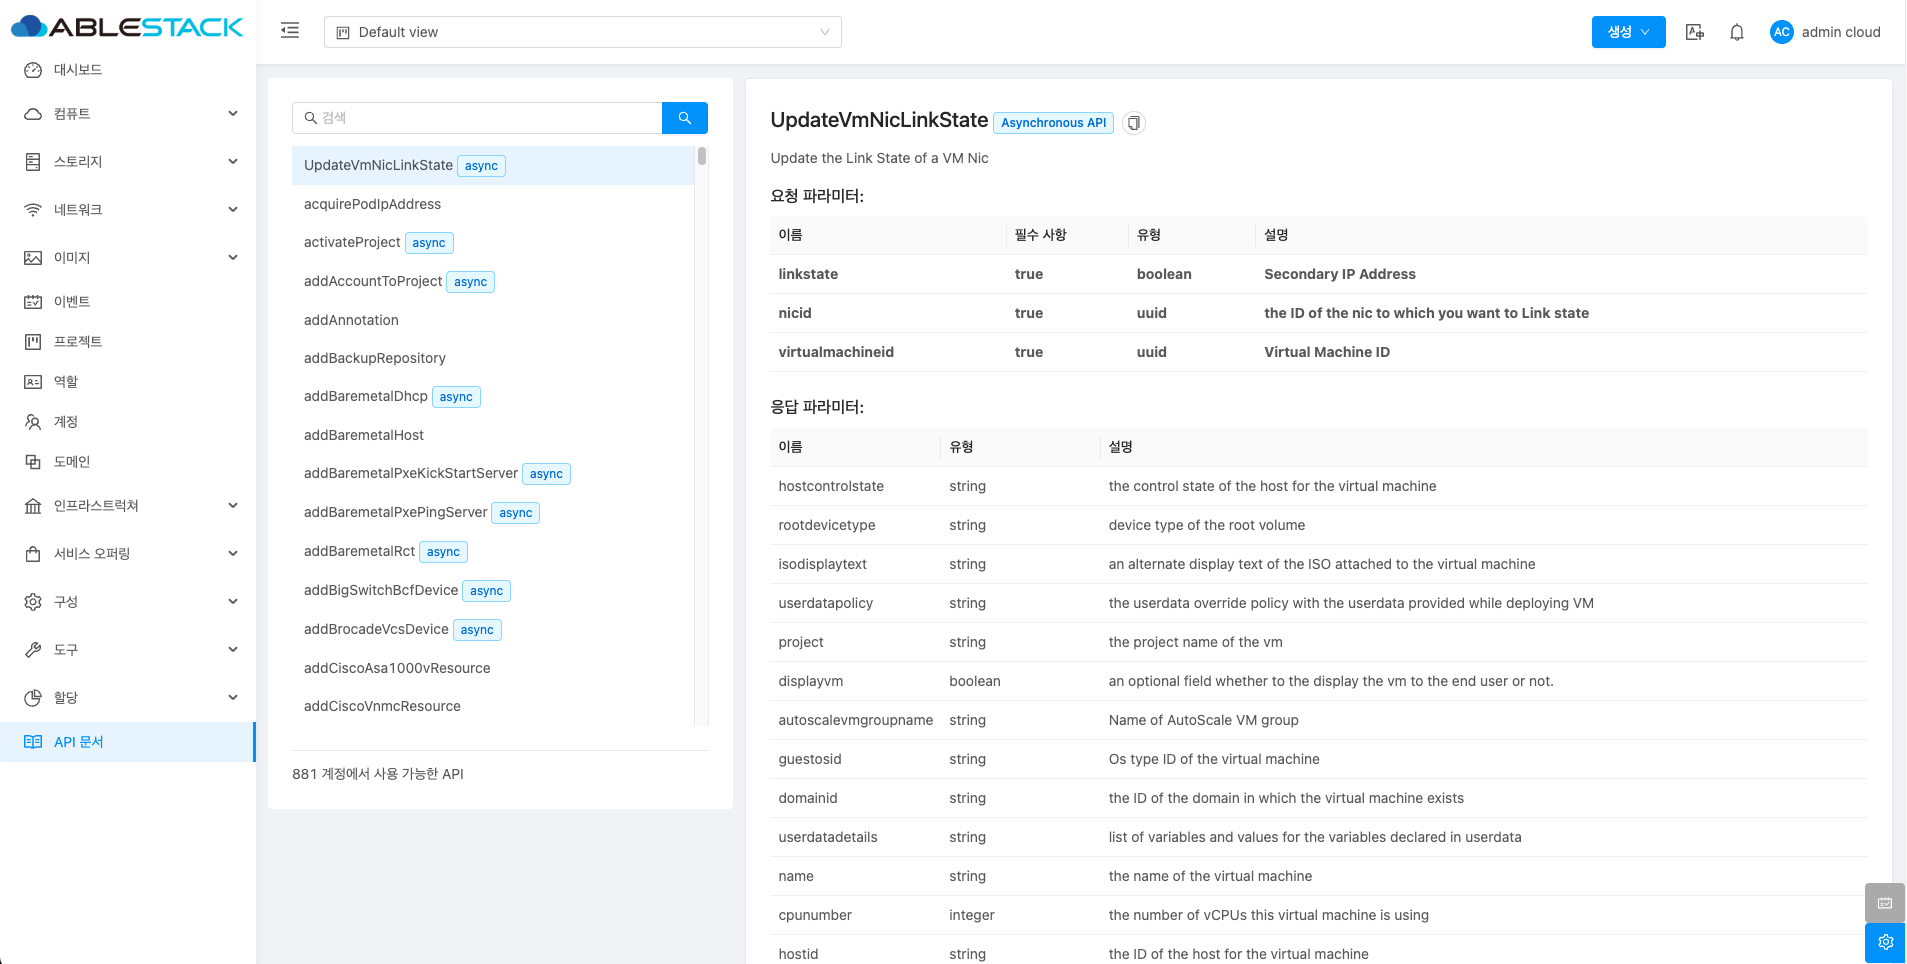 ABLESTACK
대시보드
컴퓨트
스토리지
네트워크
이미지
이벤트
프로젝트
역할
계정
도메인
인프라스트럭쳐
서비스 오퍼링
구성
도구
할당
API 문서
Default view
생성
AC admin cloud
검색
UpdateVmNicLinkState async
acquirePodIpAddress
activateProject async
addAccountToProject async
addAnnotation
addBackupRepository
addBaremetalDhcp async
addBaremetalHost
addBaremetalPxeKickStartServer async
addBaremetalPxePingServer async
addBaremetalRct async
addBigSwitchBcfDevice async
addBrocadeVcsDevice async
addCiscoAsa1000vResource
addCiscoVnmcResource
881 계정에서 사용 가능한 API
UpdateVmNicLinkState Asynchronous API
Update the Link State of a VM Nic
요청 파라미터:
이름 필수 사항 유형 설명
linkstate true boolean Secondary IP Address
nicid true uuid the ID of the nic to which you want to Link state
virtualmachineid true uuid Virtual Machine ID
응답 파라미터:
이름 유형 설명
hostcontrolstate string the control state of the host for the virtual machine
rootdevicetype string device type of the root volume
isodisplaytext string an alternate display text of the ISO attached to the virtual machine
userdatapolicy string the userdata override policy with the userdata provided while deploying VM
project string the project name of the vm
displayvm boolean an optional field whether to the display the vm to the end user or not.
autoscalevmgroupname string Name of AutoScale VM group
guestosid string Os type ID of the virtual machine
domainid string the ID of the domain in which the virtual machine exists
userdatadetails string list of variables and values for the variables declared in userdata
name string the name of the virtual machine
cpunumber integer the number of vCPUs this virtual machine is using
hostid string the ID of the host for the virtual machine